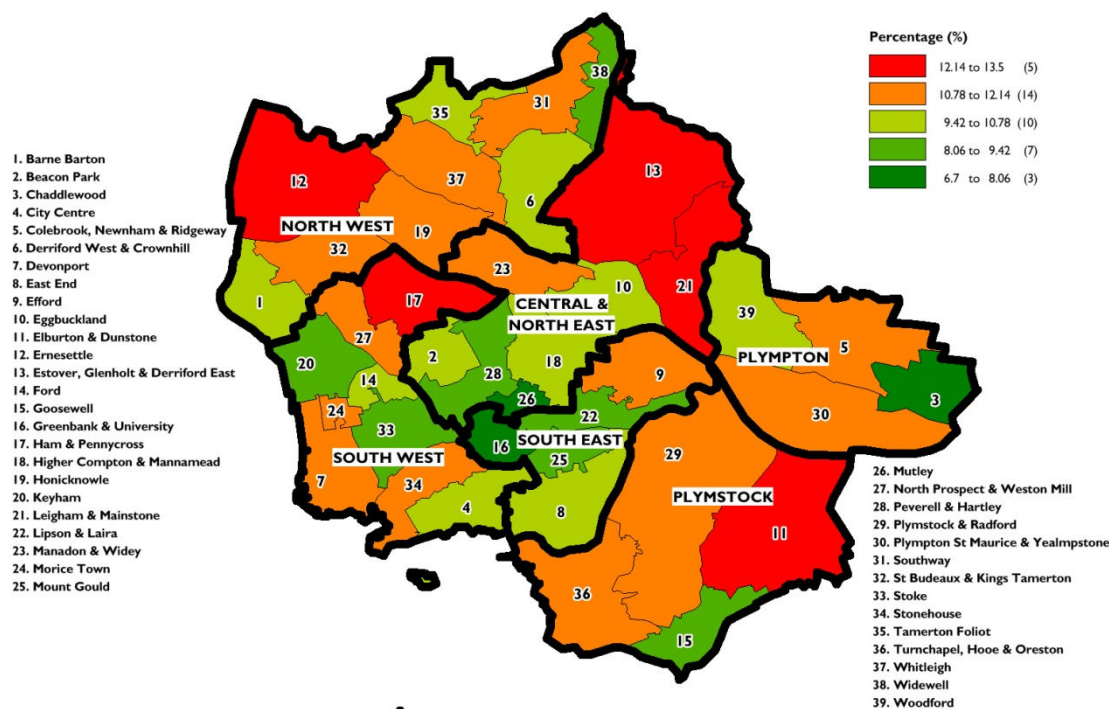 Percentage (%)
12.14 to 13.5 (5)
10.78 to 12.14 (14)
9.42 to 10.78 (10)
8.06 to 9.42 (7)
6.7 to 8.06 (3)
1. Barne Barton
2. Beacon Park
3. Chaddlewood
4. City Centre
5. Colebrook, Newnham & Ridgeway
6. Derriford West & Crownhill
7. Devonport
8. East End
9. Efford
10. Eggbuckland
11. Elburton & Dunstone
12. Ernesettle
13. Estover, Glenholt & Derriford East
14. Ford
15. Goosewell
16. Greenbank & University
17. Ham & Pennycross
18. Higher Compton & Mannamead
19. Honicknowle
20. Keyham
21. Leigham & Mainstone
22. Lipson & Laira
23. Manadon & Widey
24. Morice Town
25. Mount Gould
38
31
35
13
12
37
6
NORTH WEST
19
32
23
10
21
1
17
CENTRAL &
NORTH EAST
39
5
27
PLYMPTON
2
18
20
28
9
14
26
3
24
22
30
33
16
SOUTH EAST
SOUTH WEST
25
29
7
34
PLYMSTOCK
4
8
11
36
15
26. Mutley
27. North Prospect & Weston Mill
28. Peverell & Hartley
29. Plymstock & Radford
30. Plympton St Maurice & Yealmpstone
31. Southway
32. St Budeaux & Kings Tamerton
33. Stoke
34. Stonehouse
35. Tamerton Foliot
36. Turnchapel, Hooe & Oreston
37. Whitleigh
38. Widewell
39. Woodford